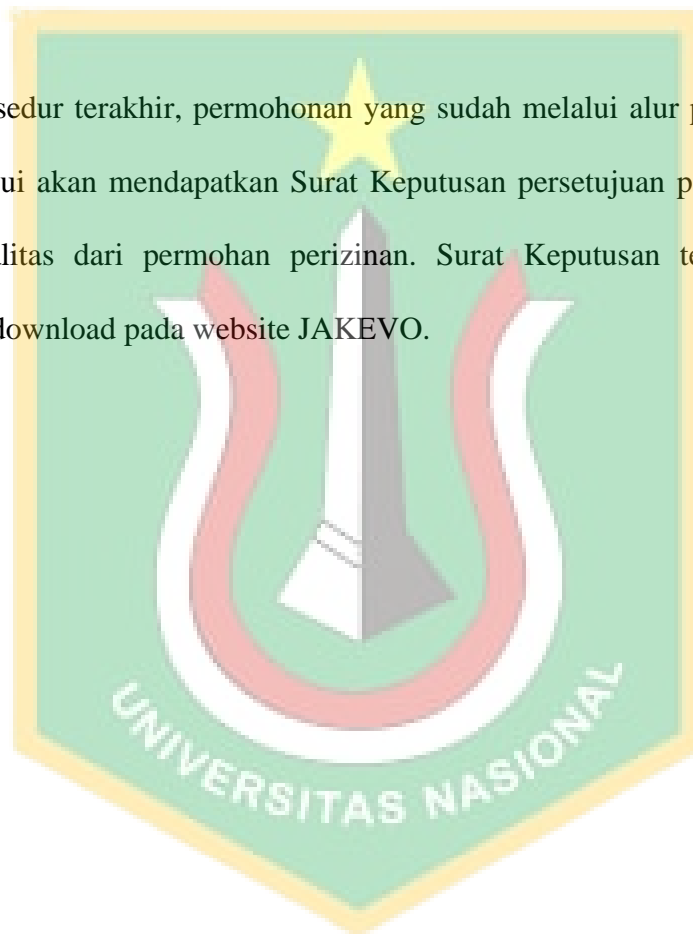 sedur terakhir, permohonan yang sudah melalui alur p
ui akan mendapatkan Surat Keputusan persetujuan p
litas dari permohan perizinan. Surat Keputusan te
download pada website JAKEVO.
UNIVERSITAS NASIONAL